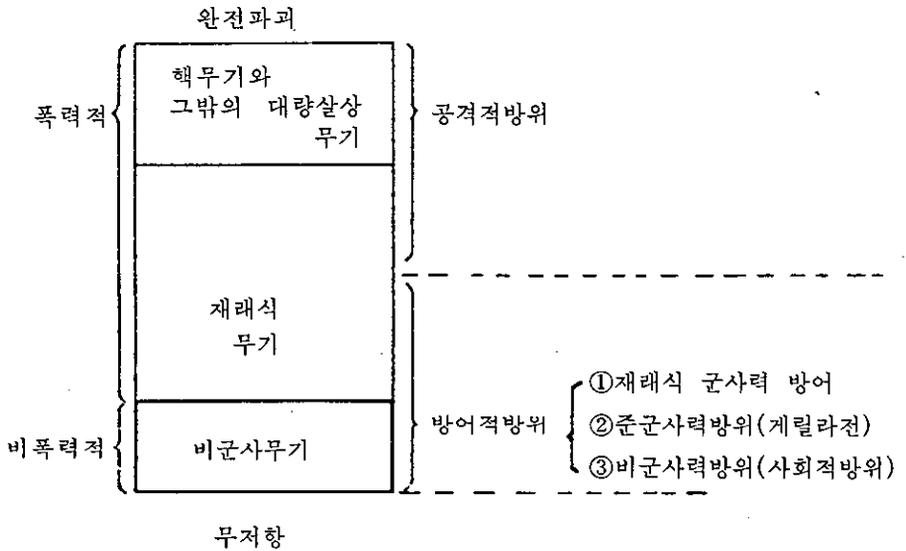 완전파괴
핵무기와
그밖의 대량살상
무기
폭력적
공격적방위
재래식
무기
①재래식 군사력 방어
방어적방위
②준군사력방위(게릴라전)
비폭력적
비군사무기
③비군사력방위(사회적방위)
무저항